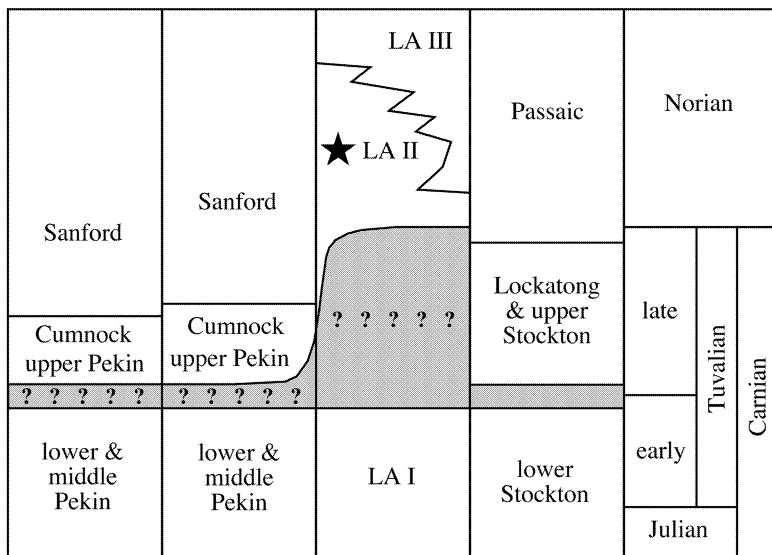 LA III
Norian
Passaic
LA II
Sanford
Sanford
Lockatong
& upper
Stockton
late
Tuvalian
Carnian
? ? ? ? ?
Cumnock
upper Pekin
Cumnock
upper Pekin
? ? ? ? ?
? ? ? ? ?
lower &
middle
Pekin
lower &
middle
Pekin
LA I
lower
Stockton
early
Julian